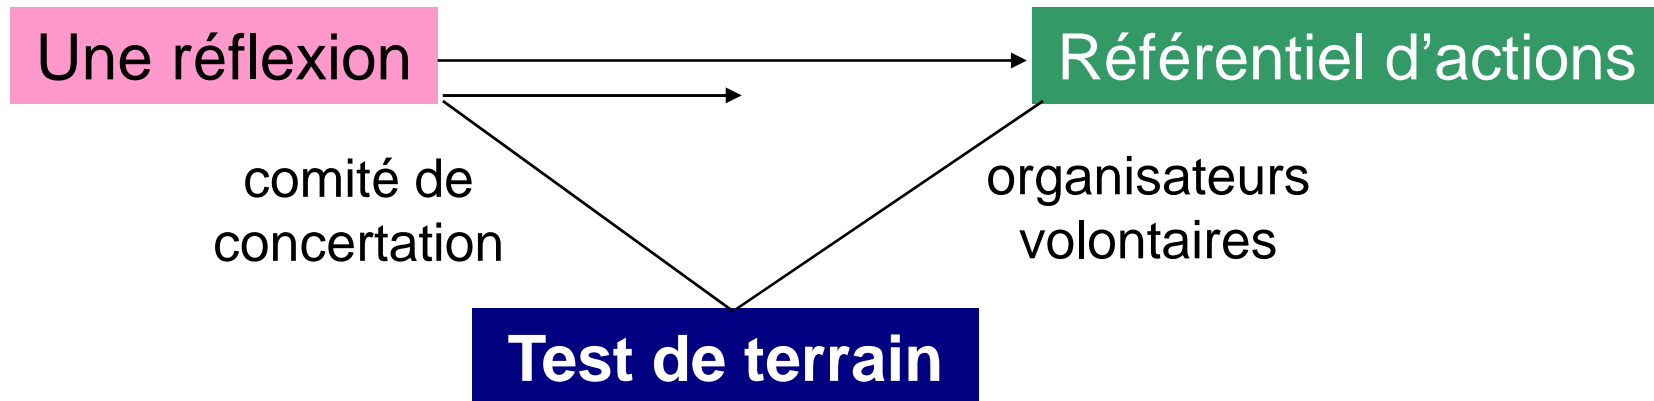 Une réflexion
Référentiel d’actions
comité de
concertation
organisateurs
volontaires
Test de terrain